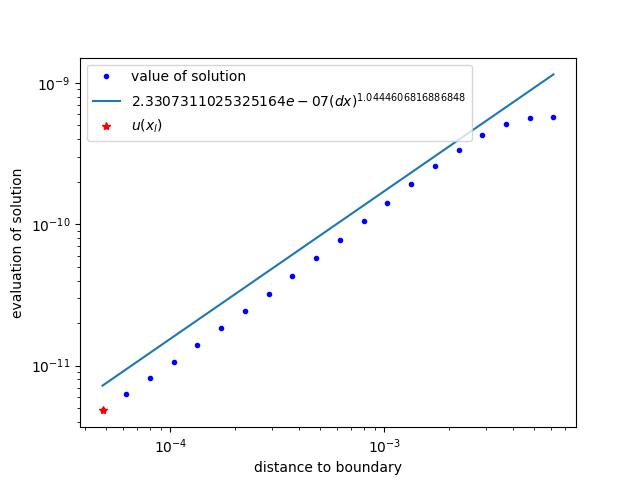 value of solution
2.3307311025325164e − 07(dx)^1.0444606816886848
u(x_l)
10^−9
10^−10
10^−11
evaluation of solution
10^−4
10^−3
distance to boundary